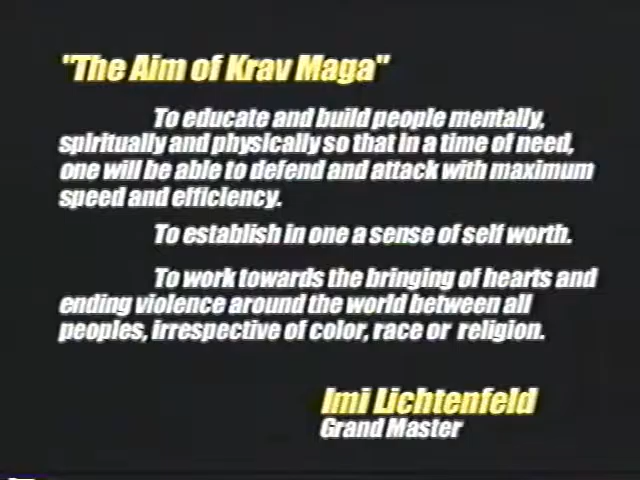 "The Aim of Krav Maga"
To educate and build people mentally,
spiritually and physically so that in a time of need,
one will be able to defend and attack with maximum
speed and efficiency.
To establish in one a sense of self worth.
To work towards the bringing of hearts and
ending violence around the world between all
peoples, irrespective of color, race or religion.
Imi Lichtenfeld
Grand Master